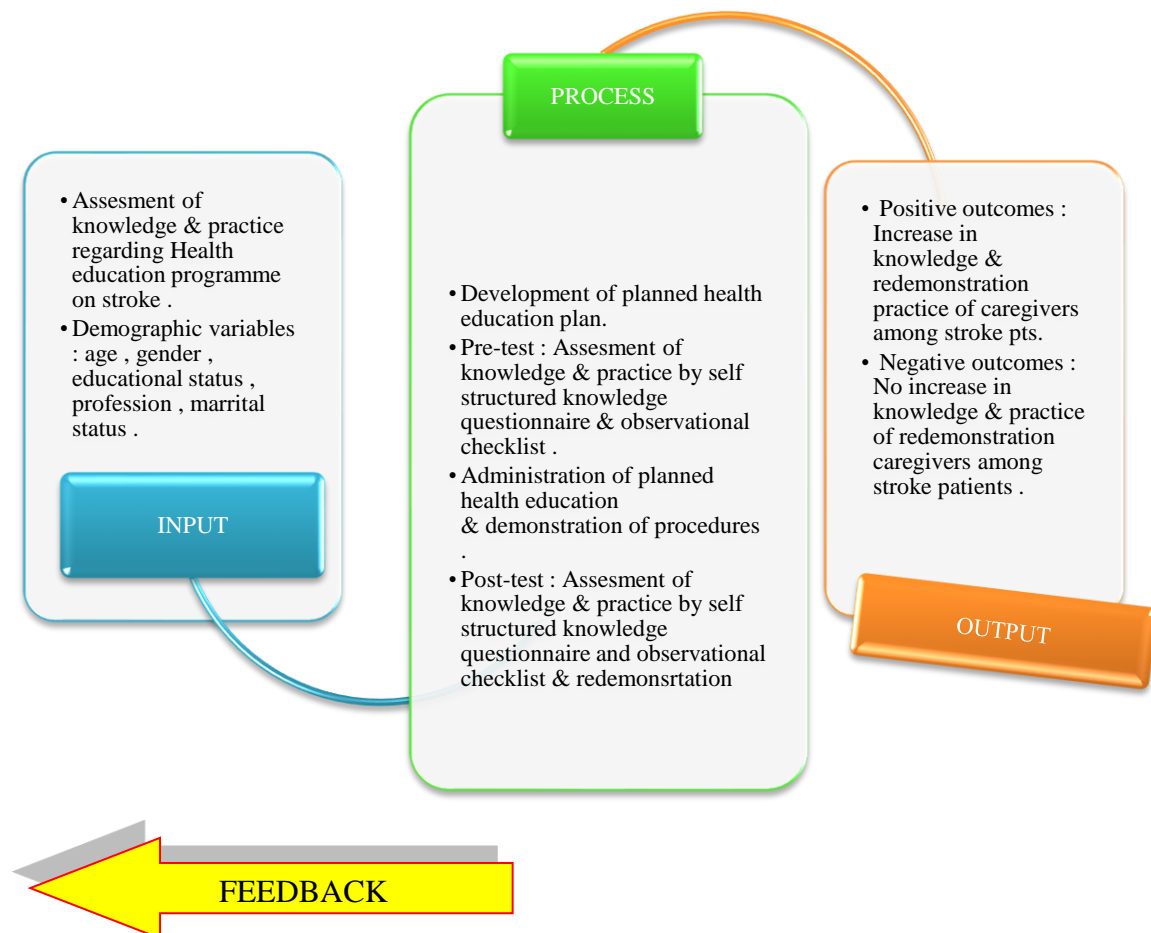 • Assesment of
knowledge & practice
regarding Health
education programme
on stroke .
• Demographic variables
: age , gender ,
educational status ,
profession , marrital
status .
INPUT
PROCESS
• Development of planned health
education plan.
• Pre-test : Assesment of
knowledge & practice by self
structured knowledge
questionnaire & observational
checklist .
• Administration of planned
health education
& demonstration of procedures
.
• Post-test : Assesment of
knowledge & practice by self
structured knowledge
questionnaire and observational
checklist & redemonsrtation
• Positive outcomes :
Increase in
knowledge &
redemonstration
practice of caregivers
among stroke pts.
• Negative outcomes :
No increase in
knowledge & practice
of redemonstration
caregivers among
stroke patients .
OUTPUT
FEEDBACK